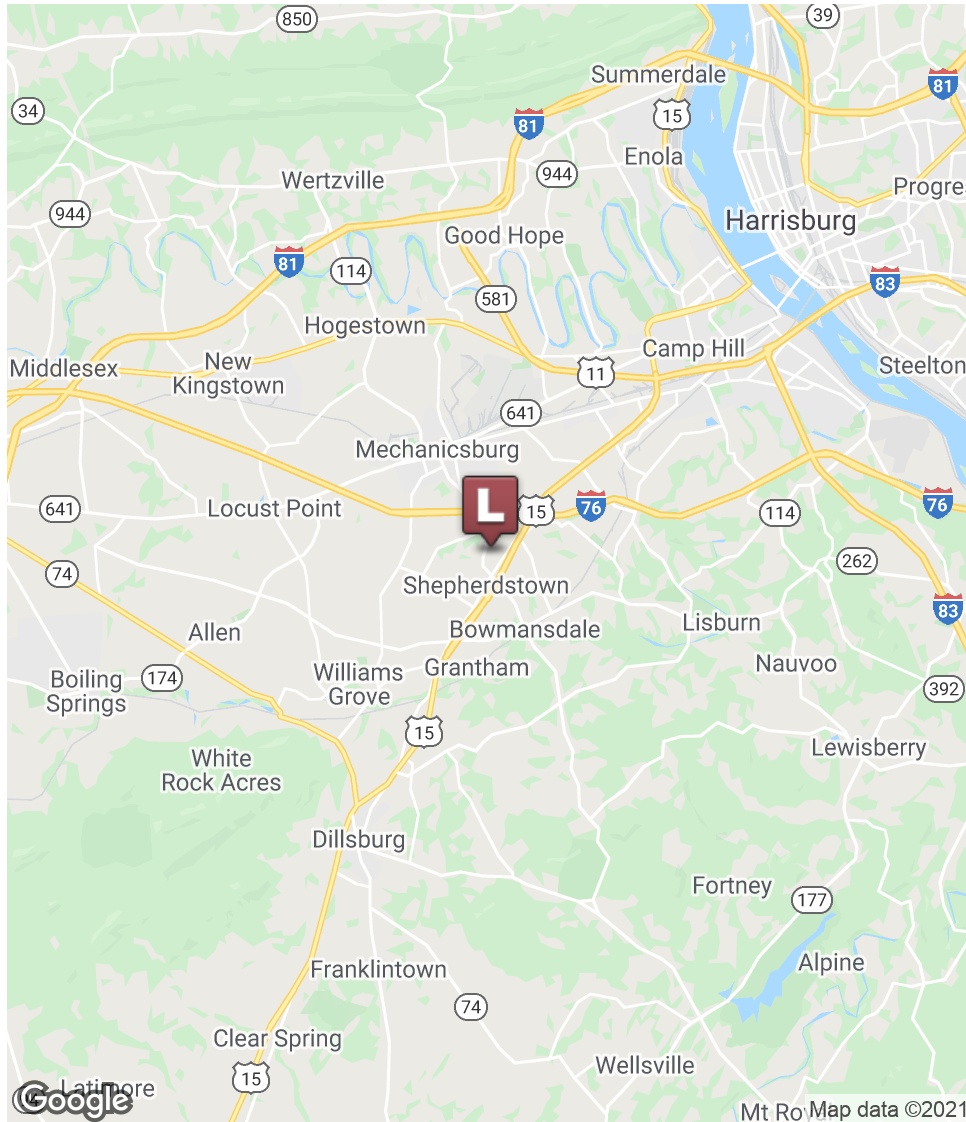 850
39
Summerdale
81
34
15
81
Enola
944
Wertzville
Progre
944
Harrisburg
Good Hope
81
114
83
581
Hogestown
Camp Hill
Middlesex
New
Kingstown
11
Steelton
641
Mechanicsburg
L
641
Locust Point
15
76
114
76
262
74
Shepherdstown
83
Allen
Bowmansdale
Lisburn
Boiling
Springs
174
Williams
Grove
Grantham
Nauvoo
392
15
White
Rock Acres
Lewisberry
Dillsburg
Fortney
177
Franklintown
Alpine
74
Clear Spring
15
Wellsville
Latimore
Google
Mt Roy
Map data ©2021